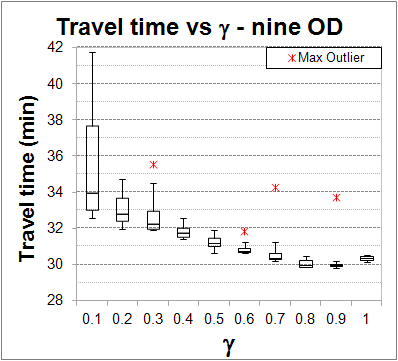 Travel time vs γ - nine OD
Max Outlier
Travel time (min)
42
40
38
36
34
32
30
28
0.1 0.2 0.3 0.4 0.5 0.6 0.7 0.8 0.9 1
γ